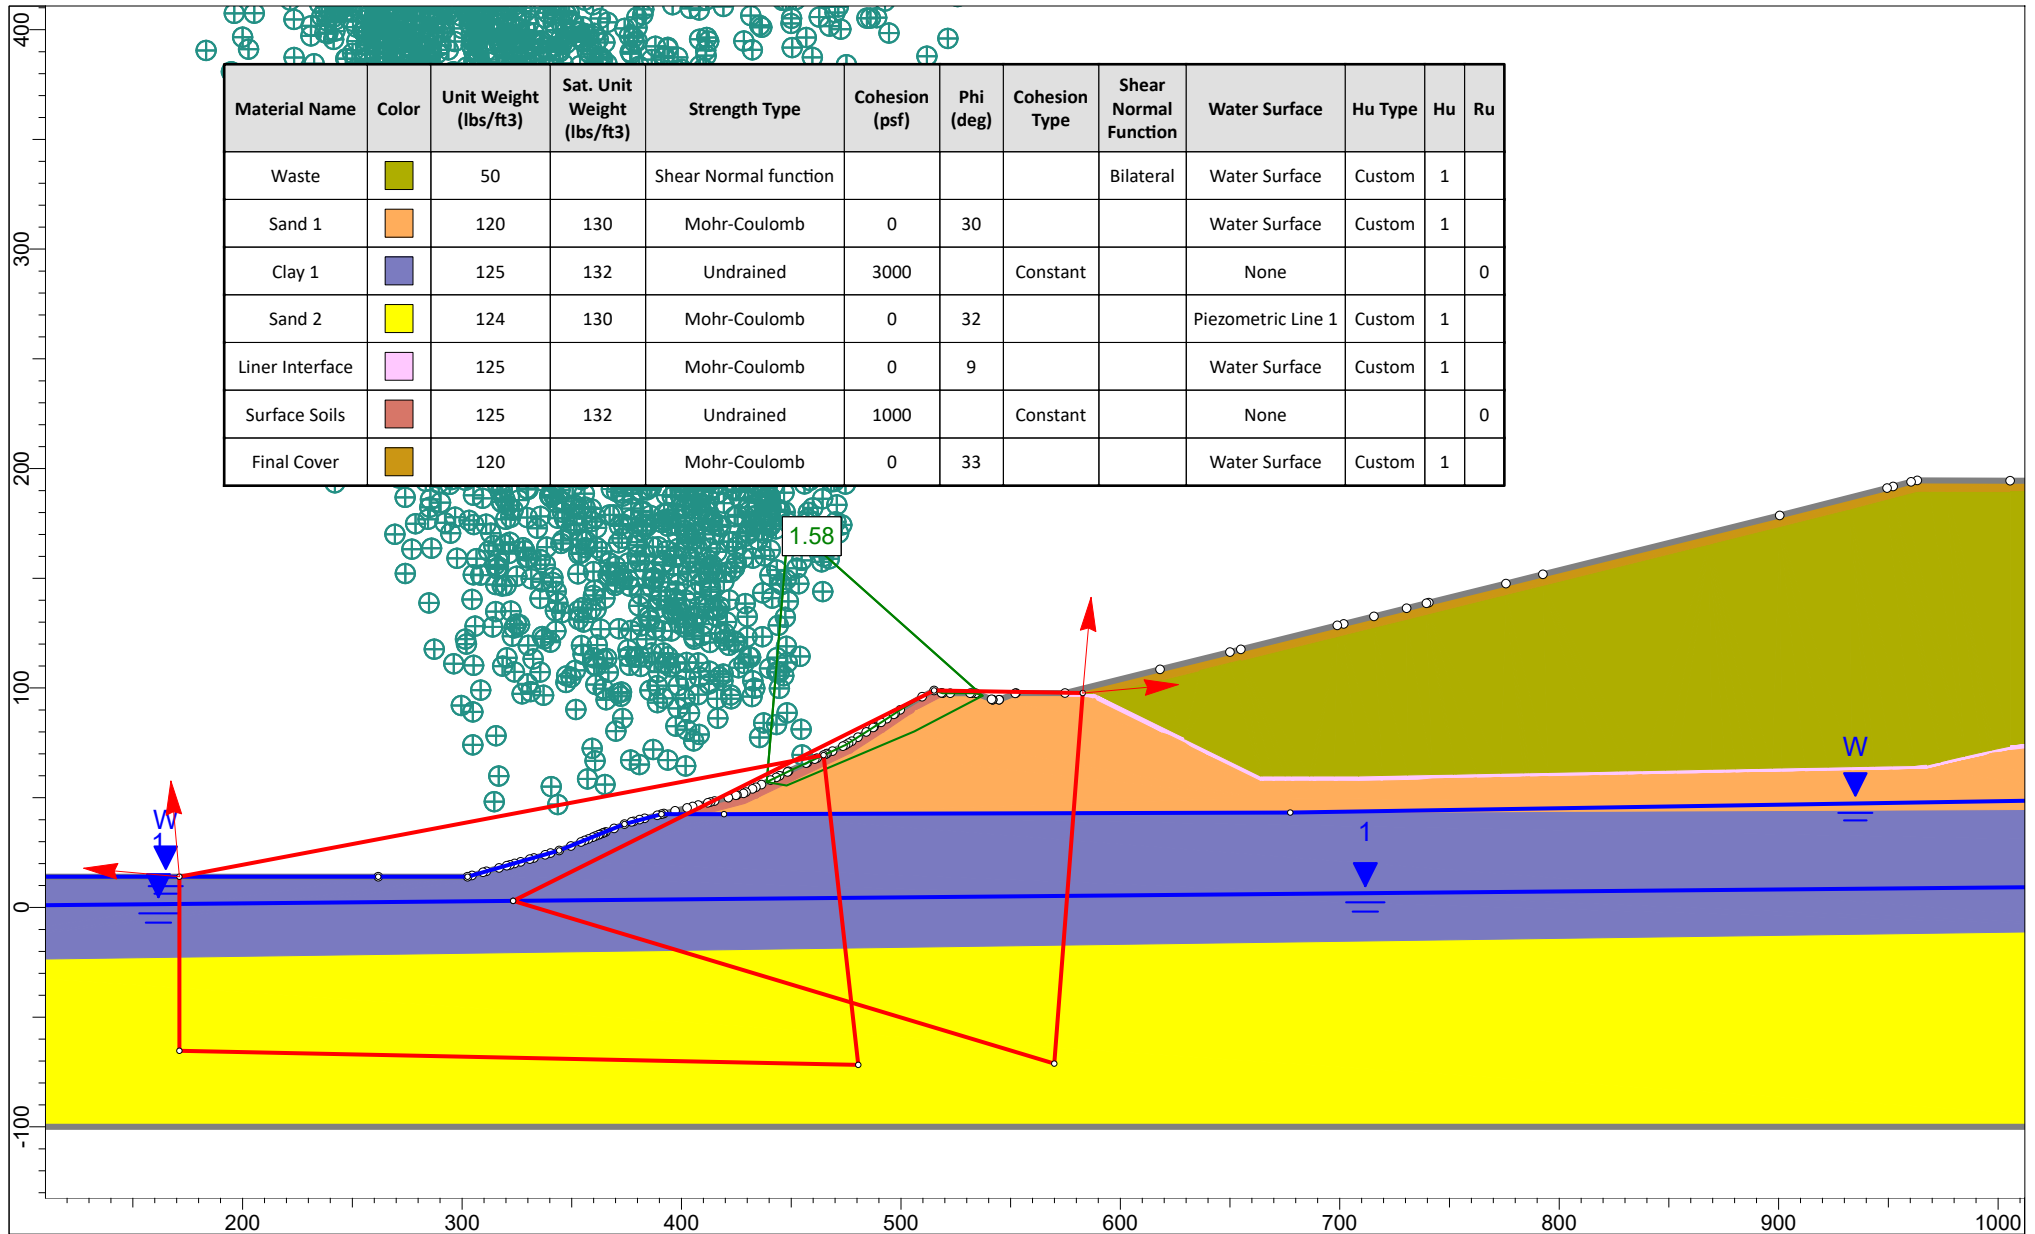 400
300
200
100
0
-100
Material Name Color Unit Weight (lbs/ft3) Sat. Unit Weight (lbs/ft3) Strength Type Cohesion (psf) Phi (deg) Cohesion Type Shear Normal Function Water Surface Hu Type Hu Ru
Waste 50 Shear Normal function Bilateral Water Surface Custom 1
Sand 1 120 130 Mohr-Coulomb 0 30 Water Surface Custom 1
Clay 1 125 132 Undrained 3000 Constant None 0
Sand 2 124 130 Mohr-Coulomb 0 32 Piezometric Line 1 Custom 1
Liner Interface 125 Mohr-Coulomb 0 9 Water Surface Custom 1
Surface Soils 125 132 Undrained 1000 Constant None 0
Final Cover 120 Mohr-Coulomb 0 33 Water Surface Custom 1
1.58
W
W
1
1
200 300 400 500 600 700 800 900 1000